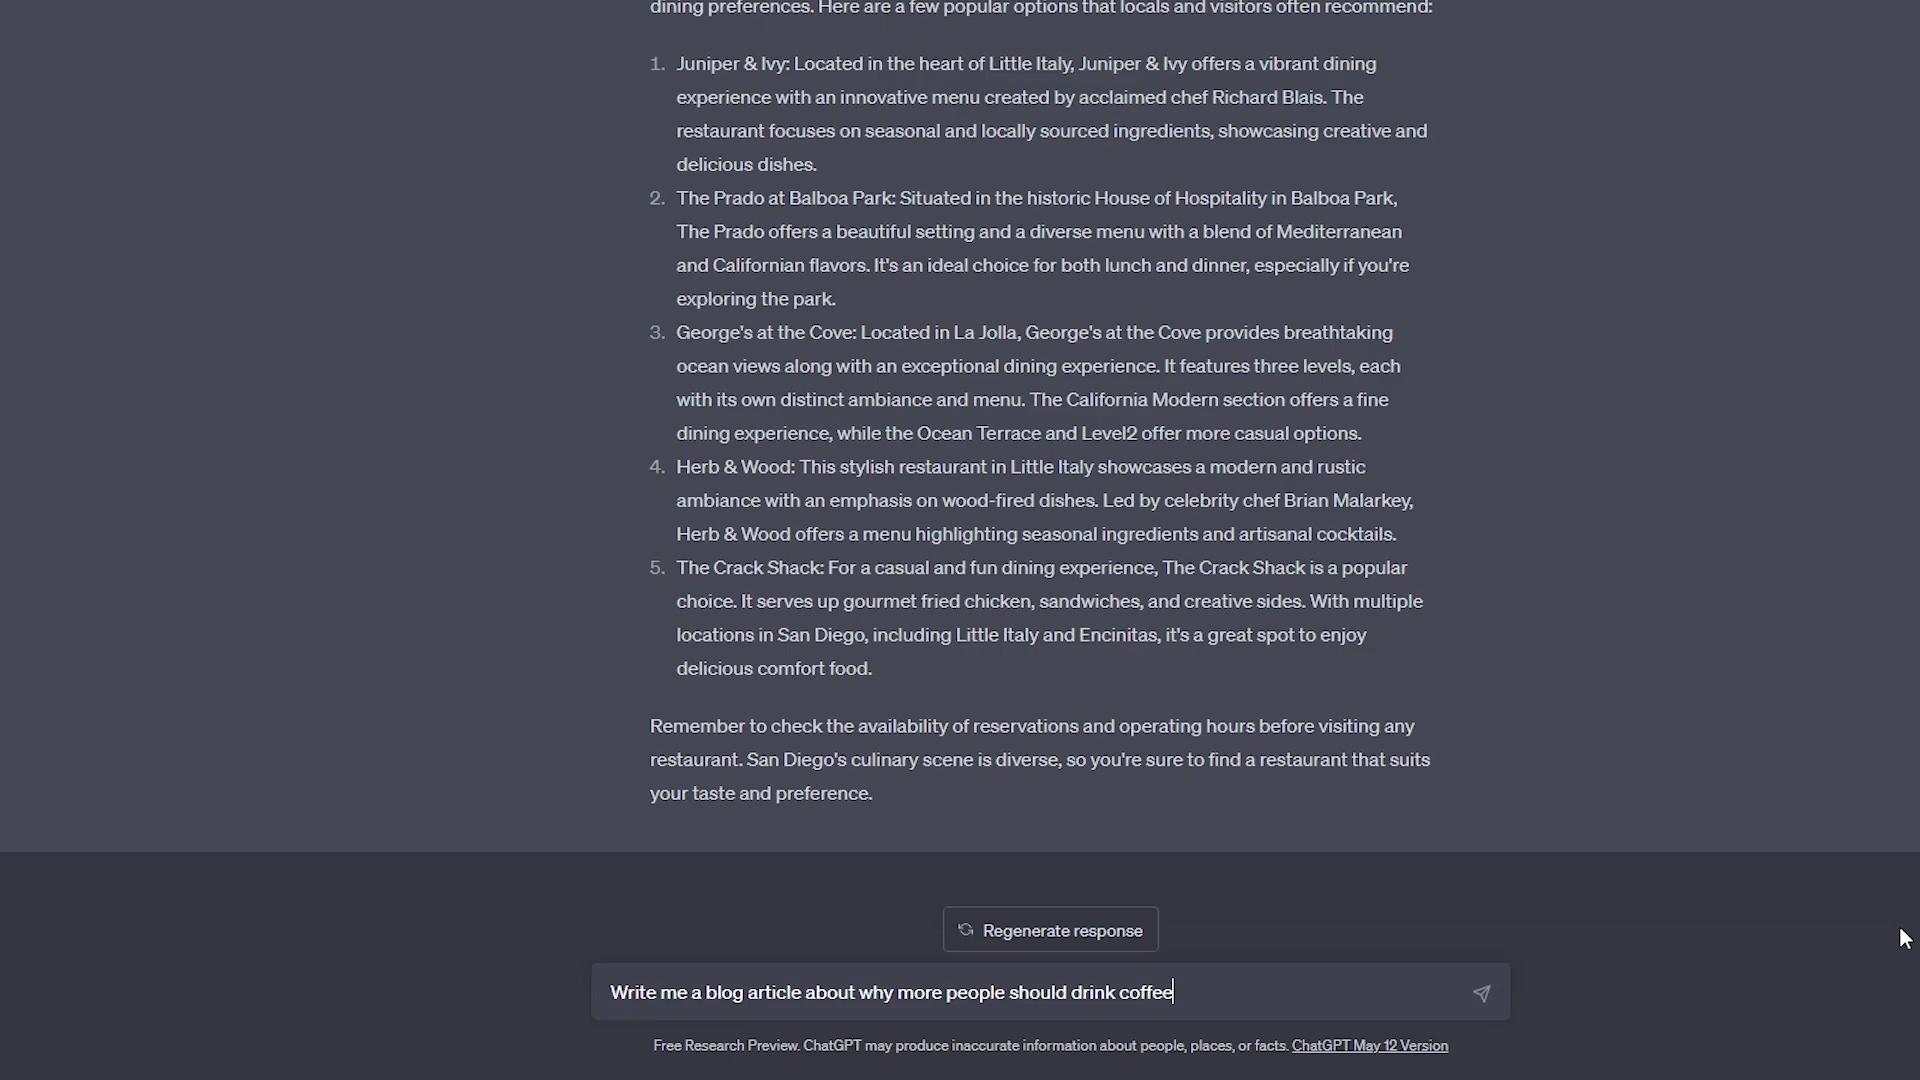 dining preferences. Here are a few popular options that locals and visitors often recommend:
1. Juniper & Ivy: Located in the heart of Little Italy, Juniper & Ivy offers a vibrant dining
experience with an innovative menu created by acclaimed chef Richard Blais. The
restaurant focuses on seasonal and locally sourced ingredients, showcasing creative and
delicious dishes.
2. The Prado at Balboa Park: Situated in the historic House of Hospitality in Balboa Park,
The Prado offers a beautiful setting and a diverse menu with a blend of Mediterranean
and Californian flavors. It's an ideal choice for both lunch and dinner, especially if you're
exploring the park.
3. George's at the Cove: Located in La Jolla, George's at the Cove provides breathtaking
ocean views along with an exceptional dining experience. It features three levels, each
with its own distinct ambiance and menu. The California Modern section offers a fine
dining experience, while the Ocean Terrace and Level2 offer more casual options.
4. Herb & Wood: This stylish restaurant in Little Italy showcases a modern and rustic
ambiance with an emphasis on wood-fired dishes. Led by celebrity chef Brian Malarkey,
Herb & Wood offers a menu highlighting seasonal ingredients and artisanal cocktails.
5. The Crack Shack: For a casual and fun dining experience, The Crack Shack is a popular
choice. It serves up gourmet fried chicken, sandwiches, and creative sides. With multiple
locations in San Diego, including Little Italy and Encinitas, it's a great spot to enjoy
delicious comfort food.
Remember to check the availability of reservations and operating hours before visiting any
restaurant. San Diego's culinary scene is diverse, so you're sure to find a restaurant that suits
your taste and preference.
Regenerate response
Write me a blog article about why more people should drink coffee
Free Research Preview. ChatGPT may produce inaccurate information about people, places, or facts. ChatGPT May 12 Version